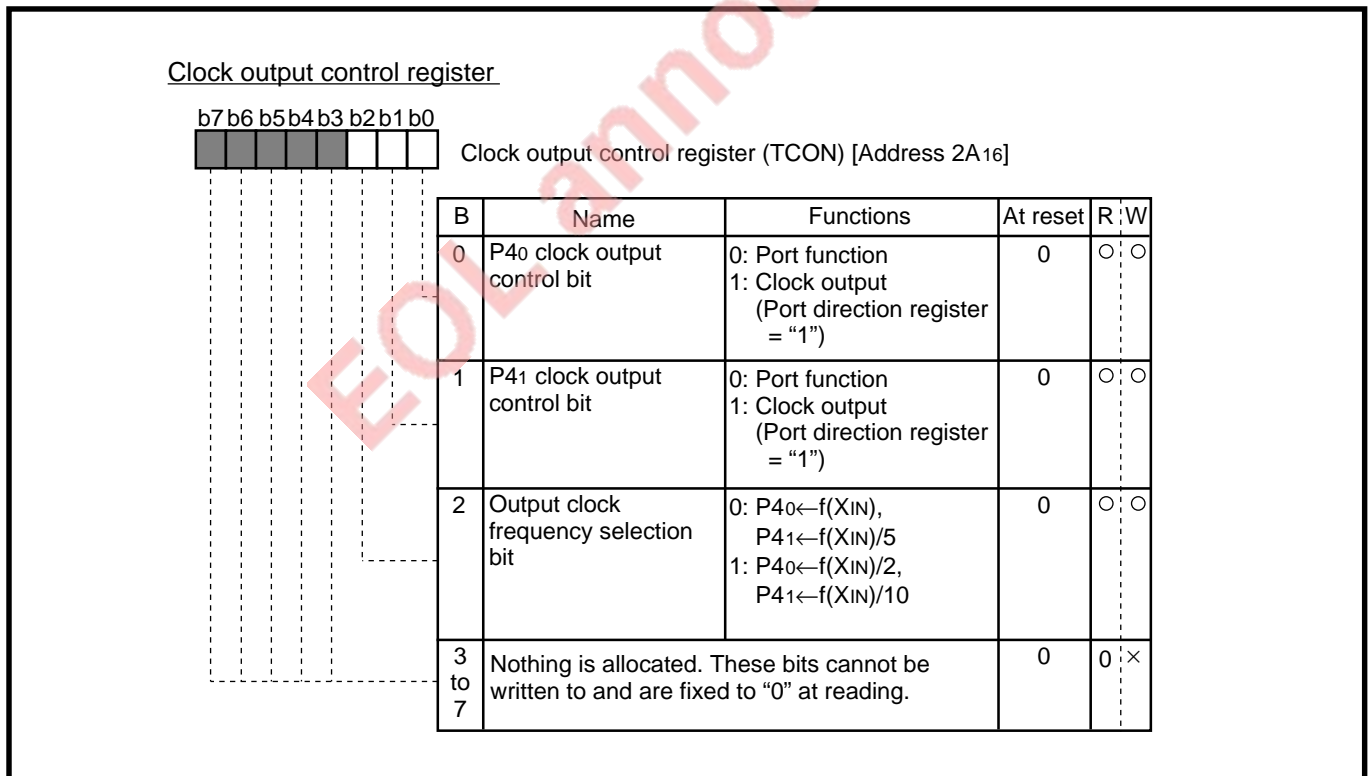 Clock output control register
b7 b6 b5 b4 b3 b2 b1 b0
Clock output control register (TCON) [Address 2A16]
B Name Functions At reset R W
0 P40 clock output control bit 0: Port function 0 ○ ○
1: Clock output
(Port direction register
= “1”)
1 P41 clock output control bit 0: Port function 0 ○ ○
1: Clock output
(Port direction register
= “1”)
2 Output clock frequency selection bit 0: P40←f(XIN), 0 ○ ○
P41←f(XIN)/5
1: P40←f(XIN)/2,
P41←f(XIN)/10
3 to 7 Nothing is allocated. These bits cannot be 0 0 ×
written to and are fixed to “0” at reading.
EOL